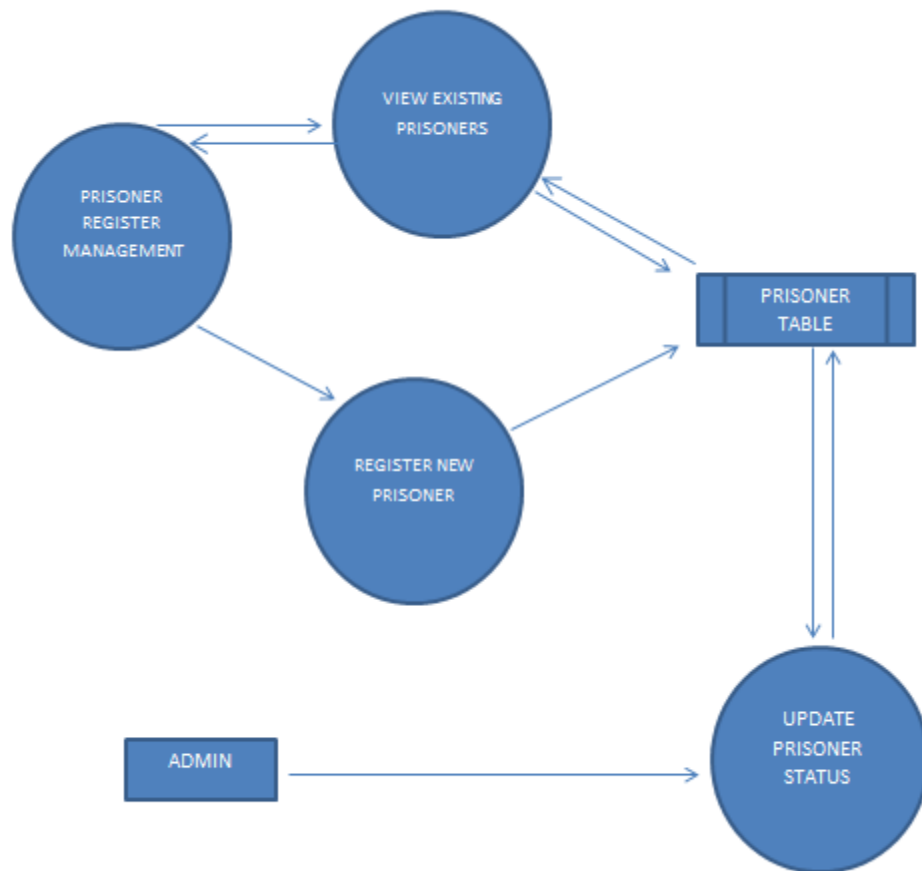 VIEW EXISTING
PRISONERS
PRISONER
REGISTER
MANAGEMENT
PRISONER
TABLE
REGISTER NEW
PRISONER
ADMIN
UPDATE
PRISONER
STATUS